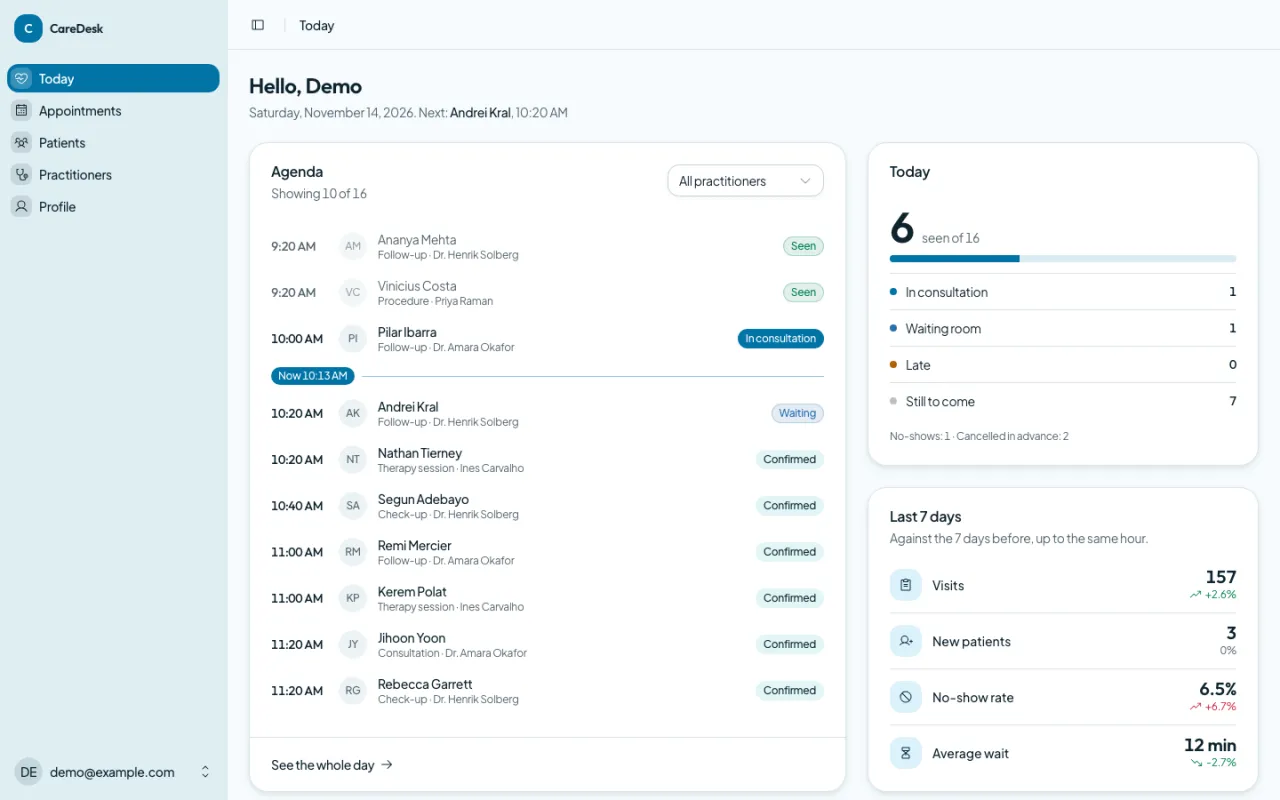 C CareDesk
Today
Appointments
Patients
Practitioners
Profile
DE demo@example.com
Today
Hello, Demo
Saturday, November 14, 2026. Next: Andrei Kral, 10:20 AM
Agenda
Showing 10 of 16
All practitioners
9:20 AM AM Ananya Mehta Seen
Follow-up · Dr. Henrik Solberg
9:20 AM VC Vinicius Costa Seen
Procedure · Priya Raman
10:00 AM PI Pilar Ibarra In consultation
Follow-up · Dr. Amara Okafor
Now 10:13 AM
10:20 AM AK Andrei Kral Waiting
Follow-up · Dr. Henrik Solberg
10:20 AM NT Nathan Tierney Confirmed
Therapy session · Ines Carvalho
10:40 AM SA Segun Adebayo Confirmed
Check-up · Dr. Henrik Solberg
11:00 AM RM Remi Mercier Confirmed
Follow-up · Dr. Amara Okafor
11:00 AM KP Kerem Polat Confirmed
Therapy session · Ines Carvalho
11:20 AM JY Jihoon Yoon Confirmed
Consultation · Dr. Amara Okafor
11:20 AM RG Rebecca Garrett Confirmed
Check-up · Dr. Henrik Solberg
See the whole day
Today
6 seen of 16
In consultation 1
Waiting room 1
Late 0
Still to come 7
No-shows: 1 · Cancelled in advance: 2
Last 7 days
Against the 7 days before, up to the same hour.
Visits 157
+2.6%
New patients 3
0%
No-show rate 6.5%
+6.7%
Average wait 12 min
-2.7%